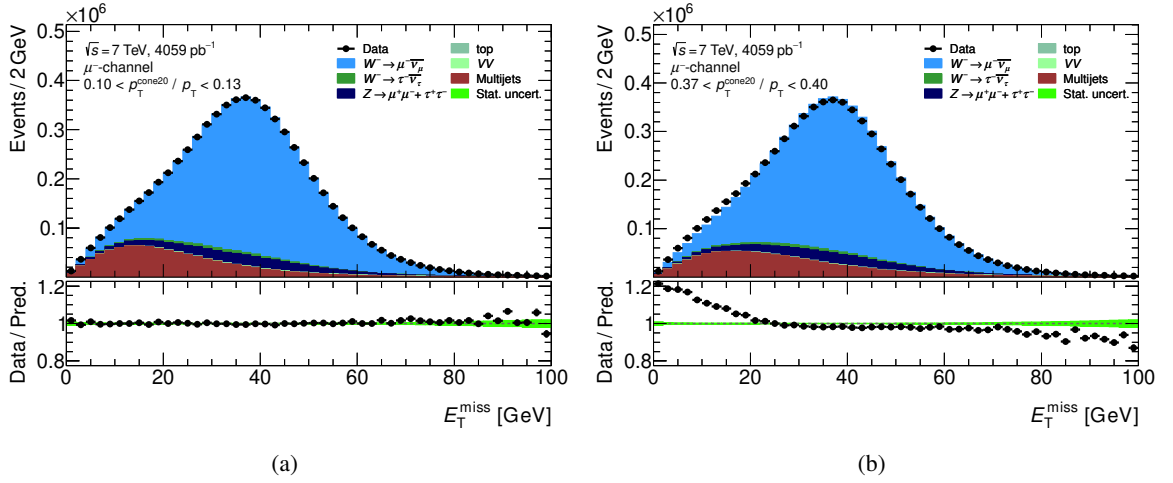 ×10⁶
0.5
0.4
0.3
0.2
0.1
Events / 2 GeV
√s = 7 TeV, 4059 pb⁻¹
μ⁻-channel
0.10 < p_T^cone20 / p_T < 0.13
Data
W⁻→ μ⁻ν̄_μ
W⁻→ τ⁻ν̄_τ
Z→ μ⁺μ⁻ + τ⁺τ⁻
top
VV
Multijets
Stat. uncert.
1.2
1
0.8
Data / Pred.
0 20 40 60 80 100
E_T^miss [GeV]
(a)
×10⁶
0.5
0.4
0.3
0.2
0.1
Events / 2 GeV
√s = 7 TeV, 4059 pb⁻¹
μ⁻-channel
0.37 < p_T^cone20 / p_T < 0.40
Data
W⁻→ μ⁻ν̄_μ
W⁻→ τ⁻ν̄_τ
Z→ μ⁺μ⁻ + τ⁺τ⁻
top
VV
Multijets
Stat. uncert.
1.2
1
0.8
Data / Pred.
0 20 40 60 80 100
E_T^miss [GeV]
(b)